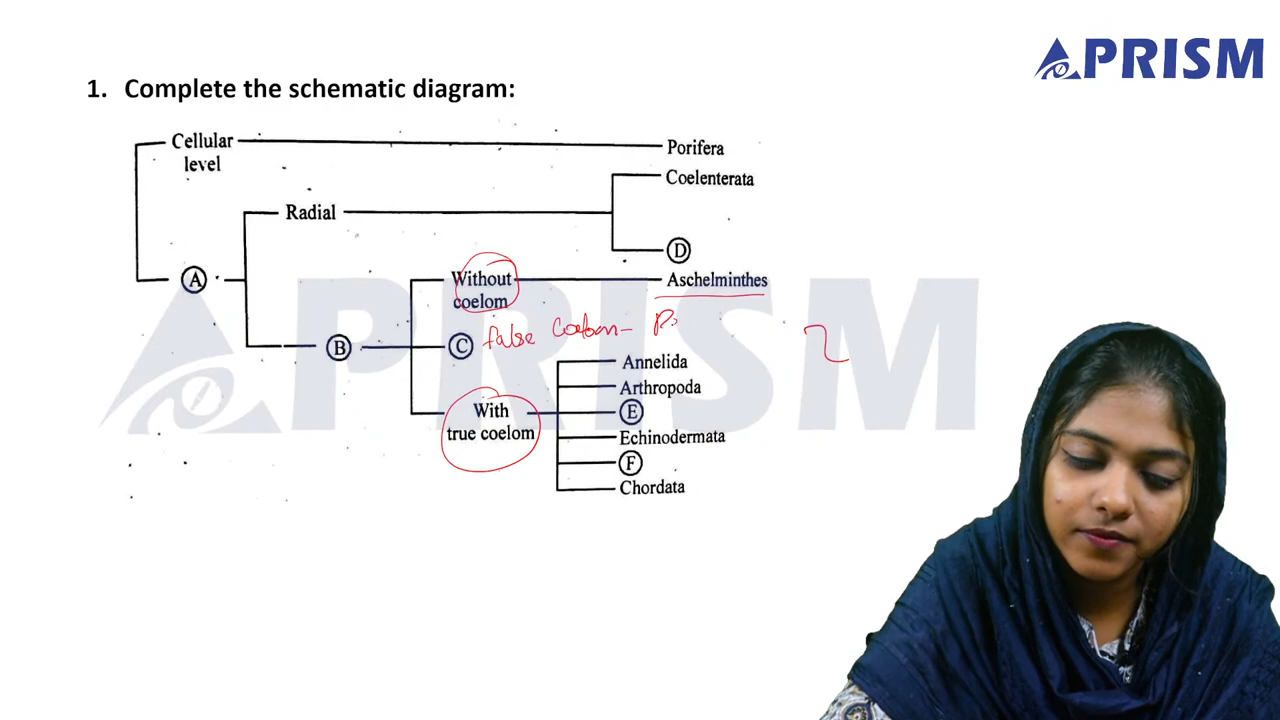 PRISM
1. Complete the schematic diagram:
Cellular
level
Porifera
Coelenterata
Radial
D
A
Without
coelom
Aschelminthes
B
C
false coelom -
Annelida
Arthropoda
With
true coelom
E
Echinodermata
F
Chordata
PRISM